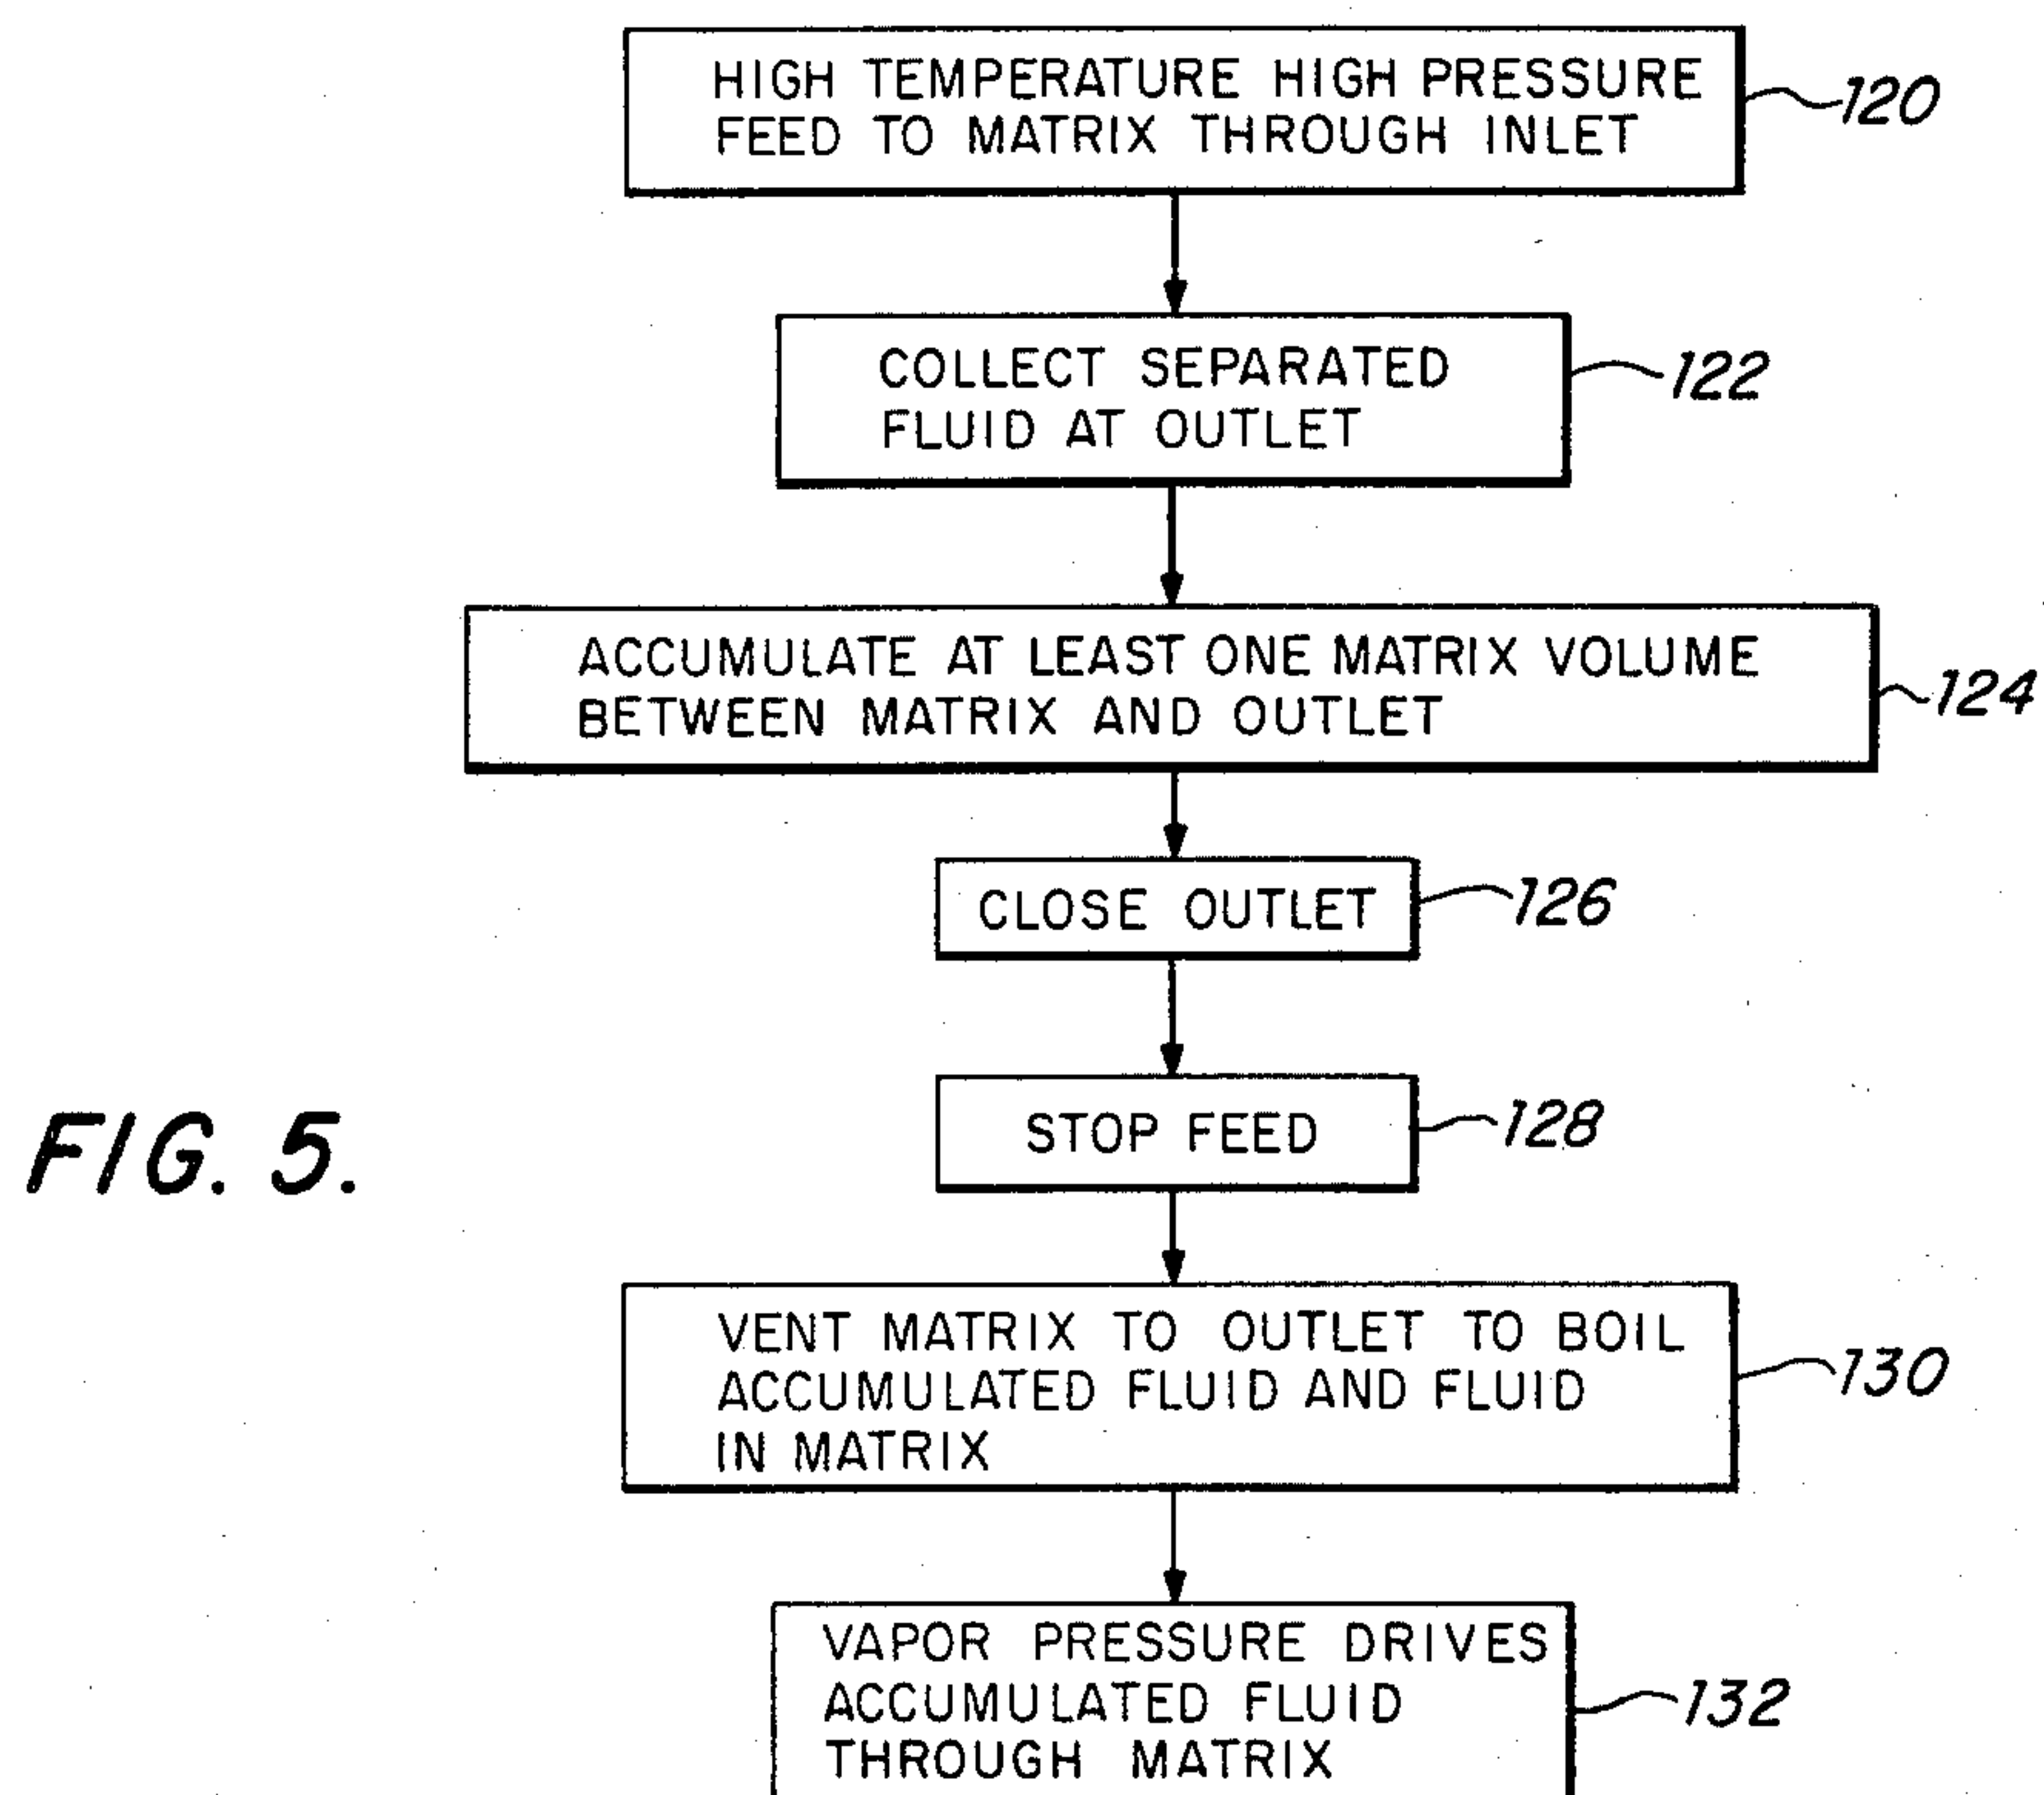 HIGH TEMPERATURE HIGH PRESSURE
FEED TO MATRIX THROUGH INLET
120
COLLECT SEPARATED
FLUID AT OUTLET
122
ACCUMULATE AT LEAST ONE MATRIX VOLUME
BETWEEN MATRIX AND OUTLET
124
CLOSE OUTLET
126
STOP FEED
128
FIG. 5.
VENT MATRIX TO OUTLET TO BOIL
ACCUMULATED FLUID AND FLUID
IN MATRIX
130
VAPOR PRESSURE DRIVES
ACCUMULATED FLUID
THROUGH MATRIX
132